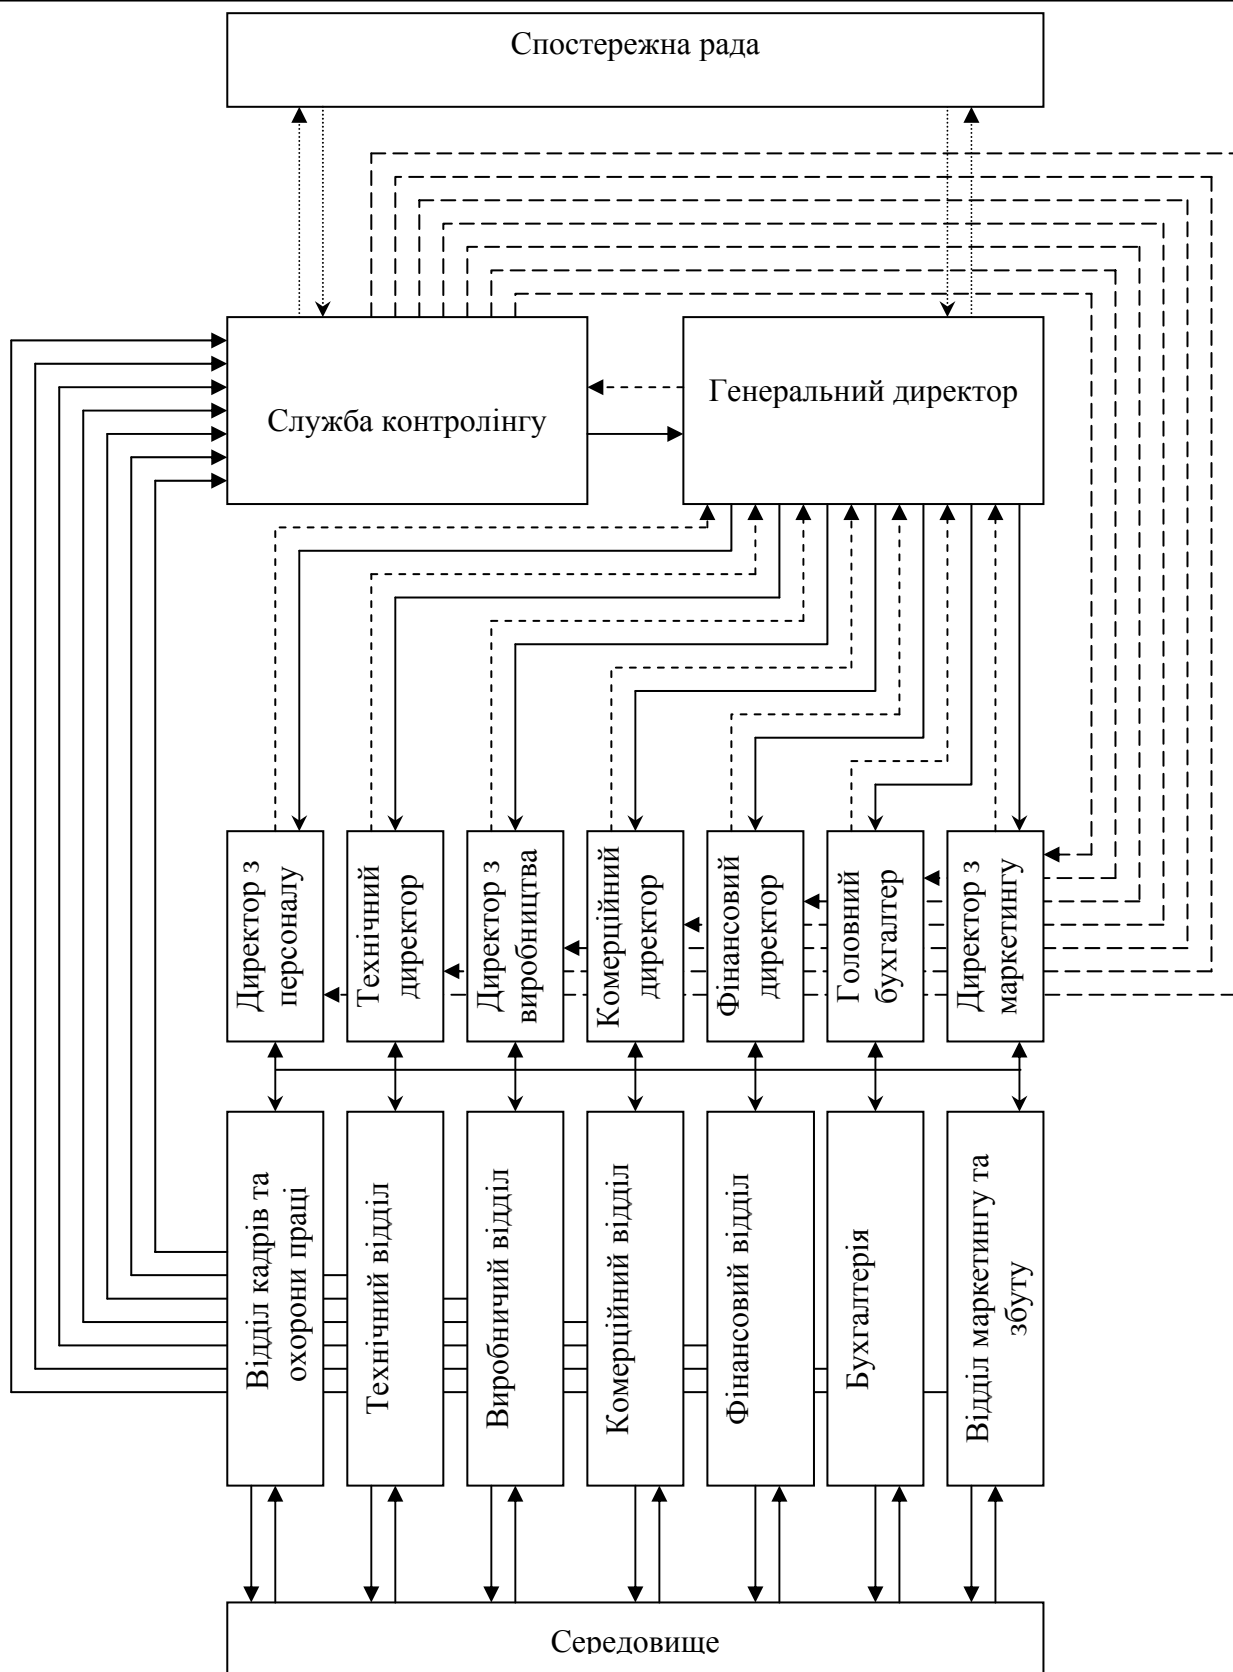 Спостережна рада
Генеральний директор
Служба контролінгу
Директор з
персоналу
Технічний
директор
Директор з
виробництва
Комерційний
директор
Фінансовий
директор
Головний
бухгалтер
Директор з
маркетингу
Відділ кадрів та
охорони праці
Технічний відділ
Виробничий відділ
Комерційний відділ
Фінансовий відділ
Бухгалтерія
Відділ маркетингу та
збуту
Середовище